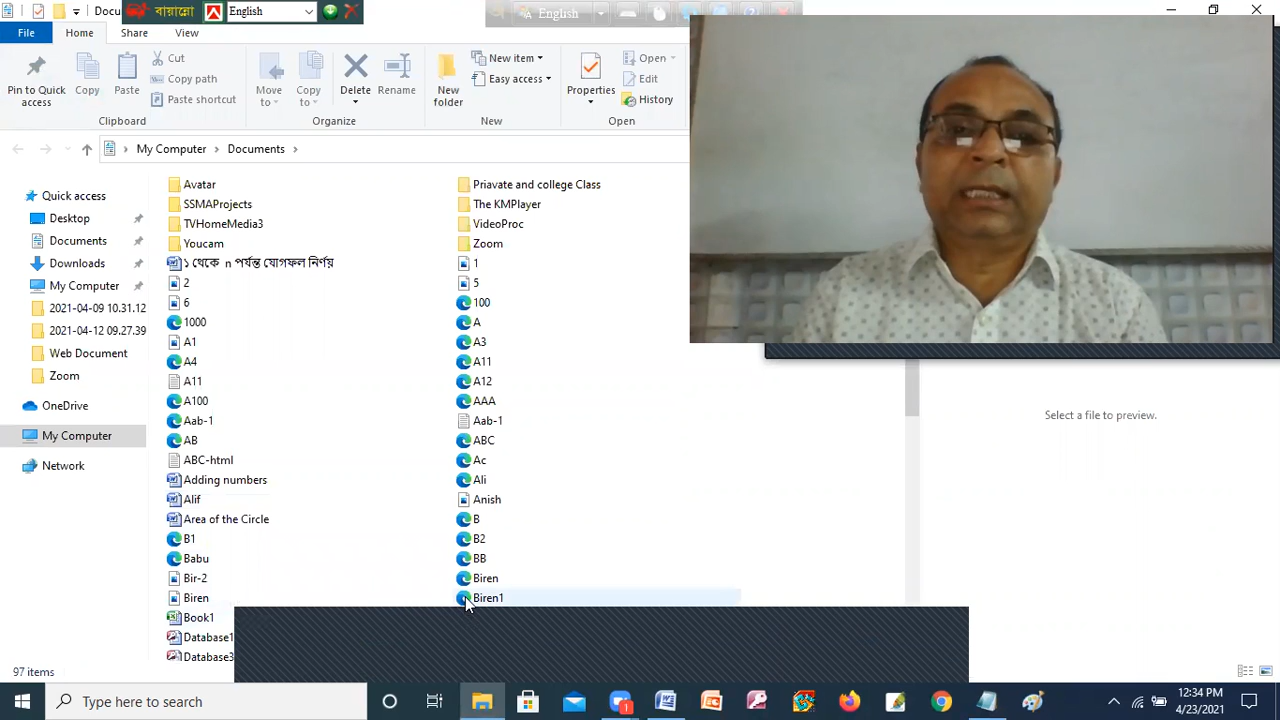 Docu
বায়ান্নো
English
English
File
Home
Share
View
Pin to Quick access
Copy
Paste
Cut
Copy path
Paste shortcut
Move to
Copy to
Delete
Rename
New folder
New item
Easy access
Properties
Open
Edit
History
Clipboard
Organize
New
Open
My Computer
Documents
Quick access
Desktop
Documents
Downloads
My Computer
2021-04-09 10.31.12
2021-04-12 09.27.39
Web Document
Zoom
OneDrive
My Computer
Network
Avatar
Priavate and college Class
SSMAProjects
The KMPlayer
TVHomeMedia3
VideoProc
Youcam
Zoom
১ থেকে n পর্যন্ত যোগফল নির্ণয়
1
2
5
6
100
1000
A
A1
A3
A4
A11
A11
A12
A100
AAA
Aab-1
Aab-1
AB
ABC
ABC-html
Ac
Adding numbers
Ali
Alif
Anish
Area of the Circle
B
B1
B2
Babu
BB
Bir-2
Biren
Biren
Biren1
Book1
Database1
Database3
Select a file to preview.
97 items
Type here to search
1
12:34 PM
4/23/2021